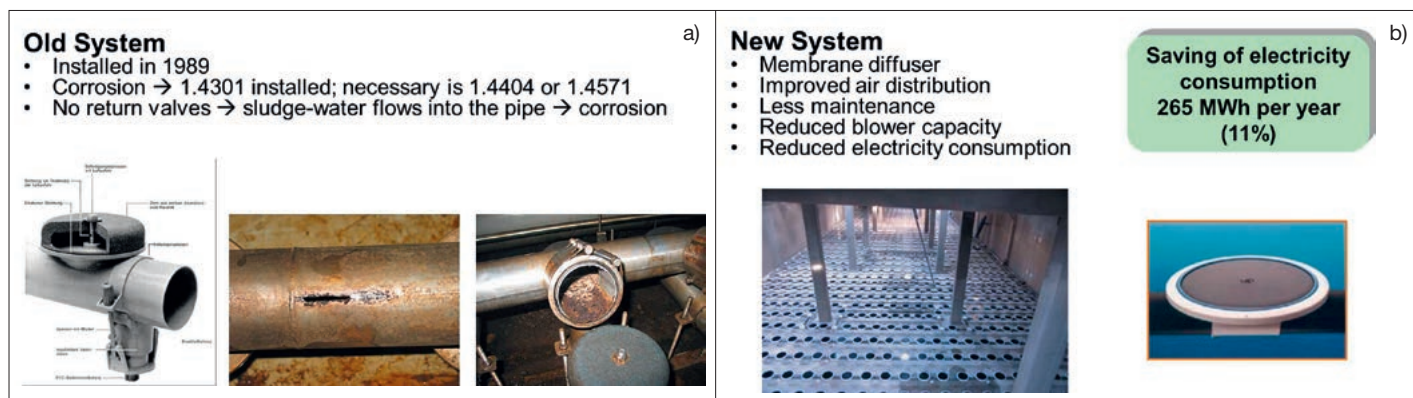 a)
Old System
• Installed in 1989
• Corrosion → 1.4301 installed; necessary is 1.4404 or 1.4571
• No return valves → sludge-water flows into the pipe → corrosion
b)
New System
• Membrane diffuser
• Improved air distribution
• Less maintenance
• Reduced blower capacity
• Reduced electricity consumption
Saving of electricity
consumption
265 MWh per year
(11%)